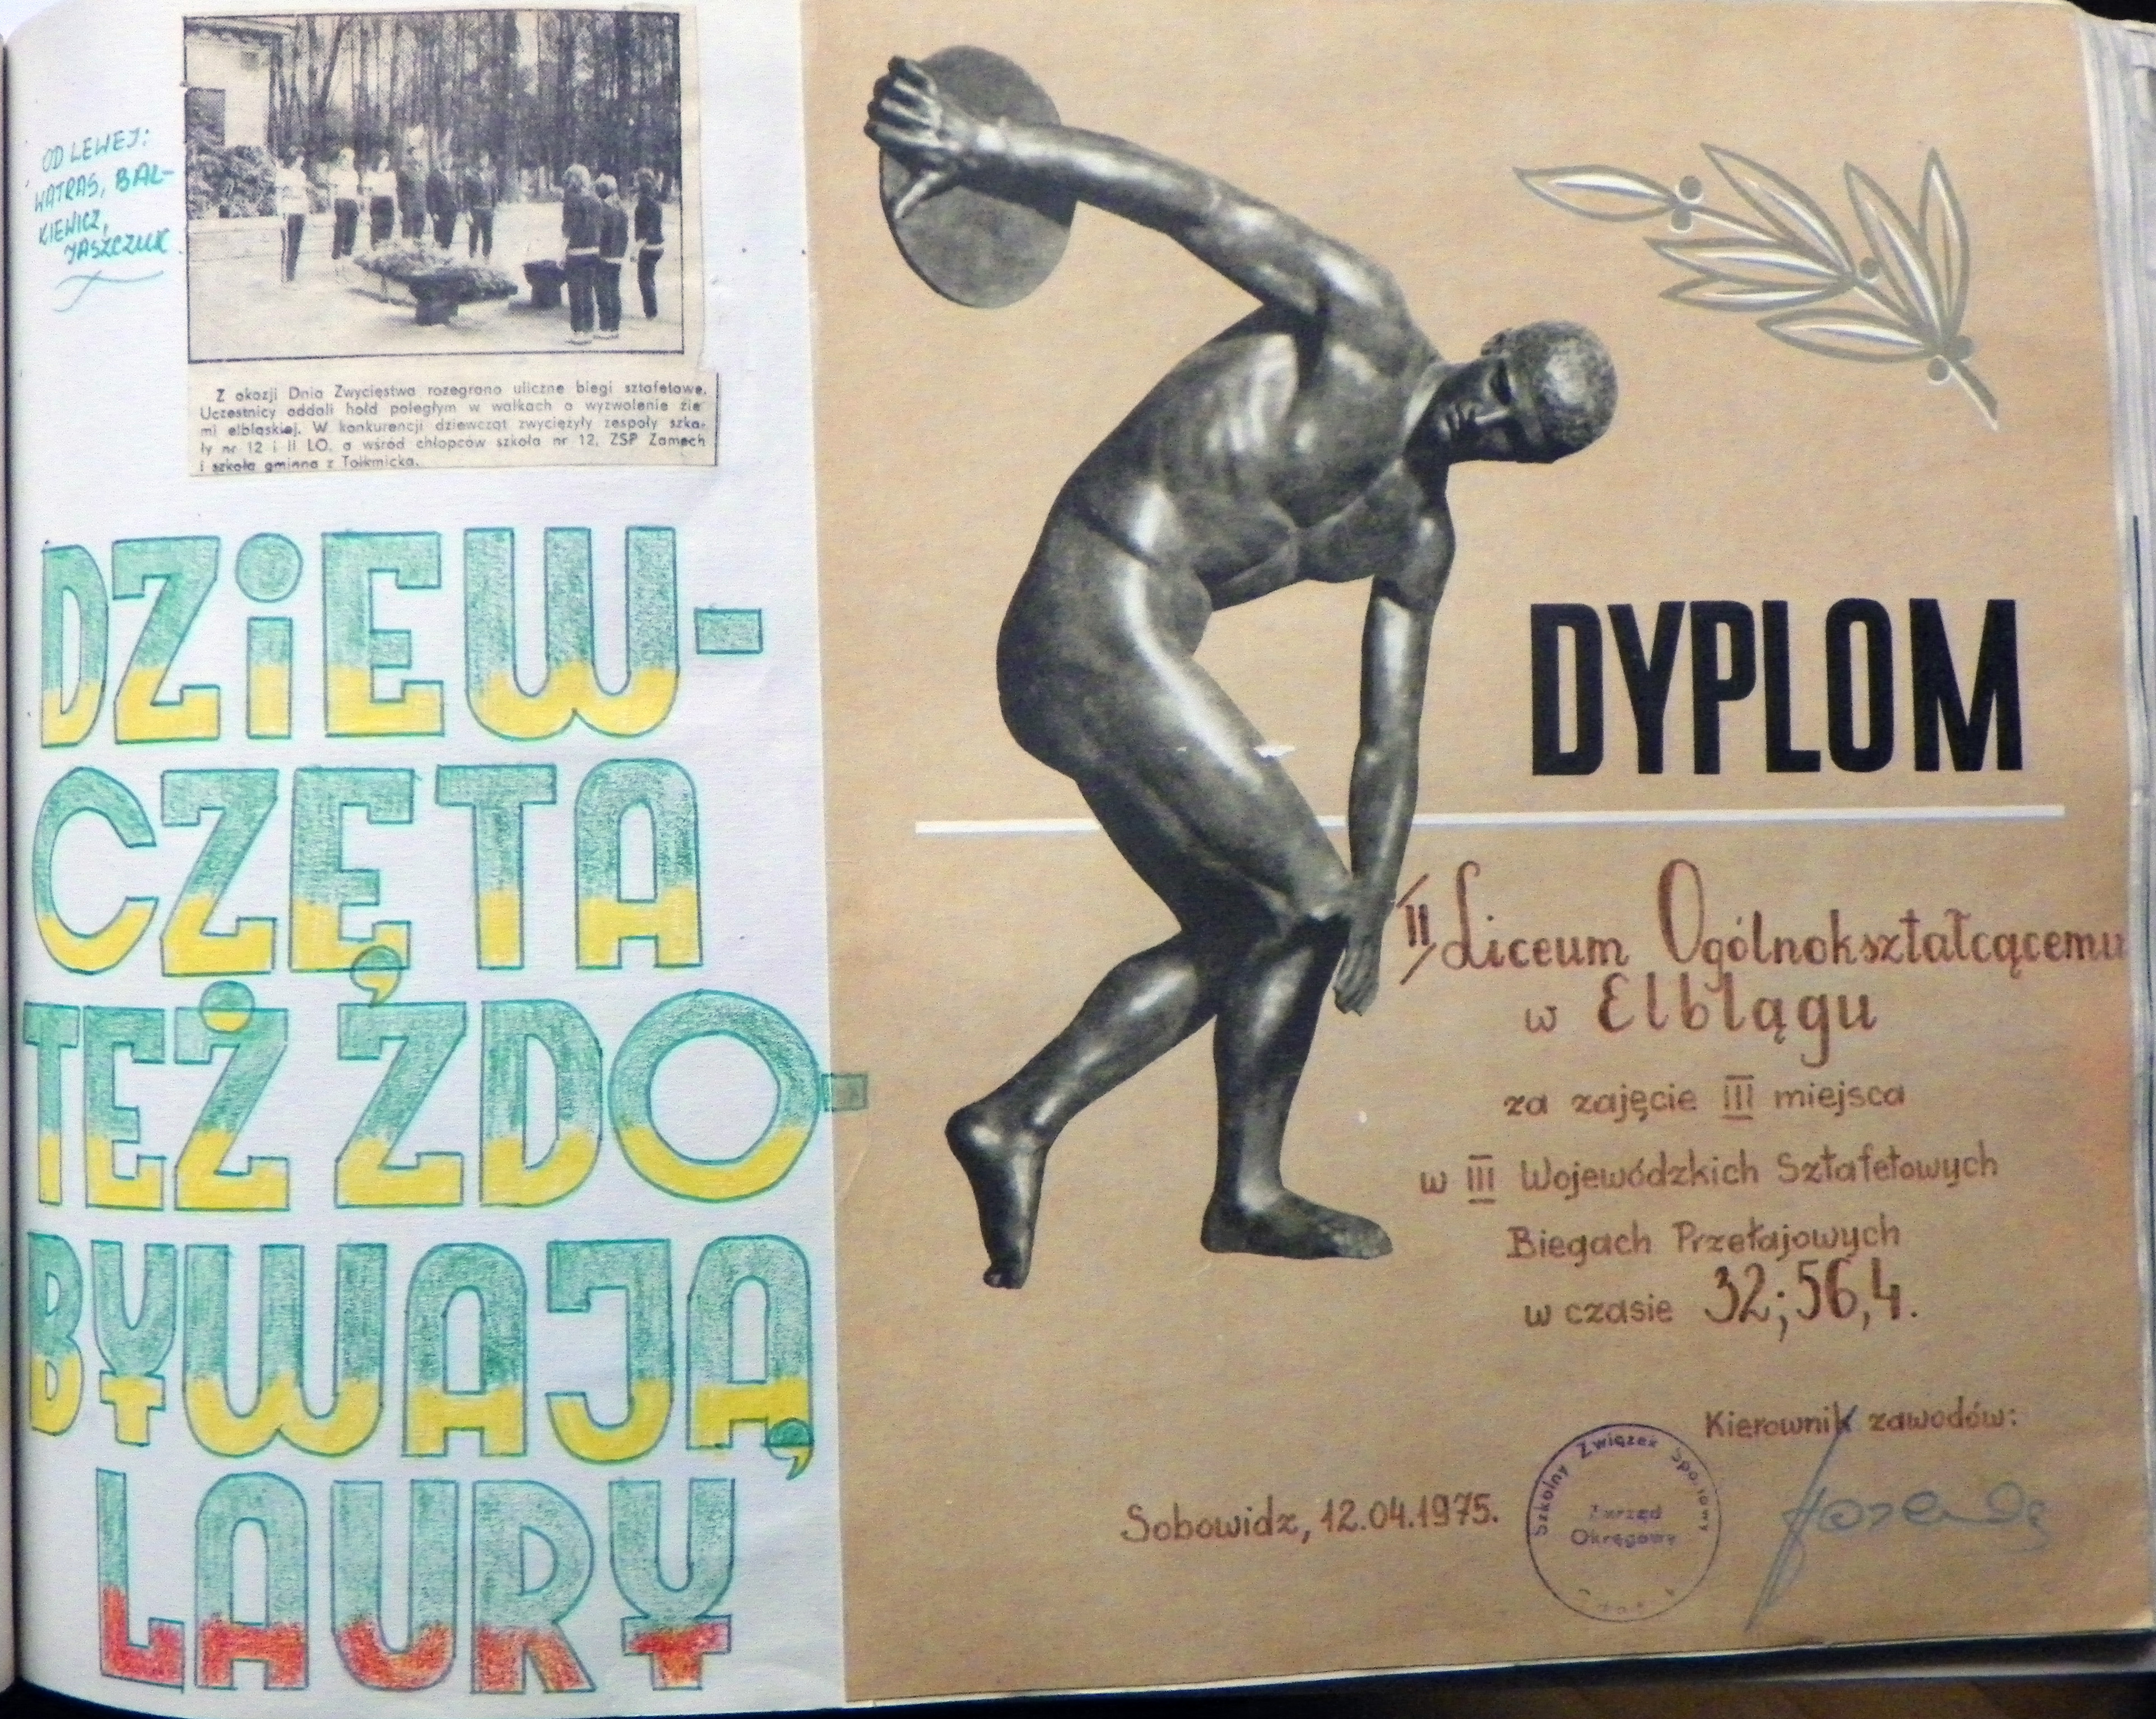 OD LEWEJ:
WATRAS, BAL-
KIEWICZ,
JASZCZUK
Z okazji Dnia Zwycięstwa rozegrano uliczne biegi sztafetowe.
Uczestnicy oddali hołd poległym w walkach o wyzwolenie zie
mi elbląskiej. W konkurencji dziewcząt zwyciężyły zespoły szko-
ły nr 12 i II LO, a wśród chłopców szkoła nr 12, ZSP Zamech
i szkoła gminna z Tolkmicka.
DZiEW-
CZĘTA
TEŻ ZDO-
BYWAJĄ
LAURY
DYPLOM
II Liceum Ogólnokształcącemu
w Elblągu
za zajęcie III miejsca
w III Wojewódzkich Sztafetowych
Biegach Przełajowych
w czasie 32;56,4.
Kierownik zawodów:
Sobowidz, 12.04.1975.
Szkolny Związek Sportowy
Zarząd
Okręgowy